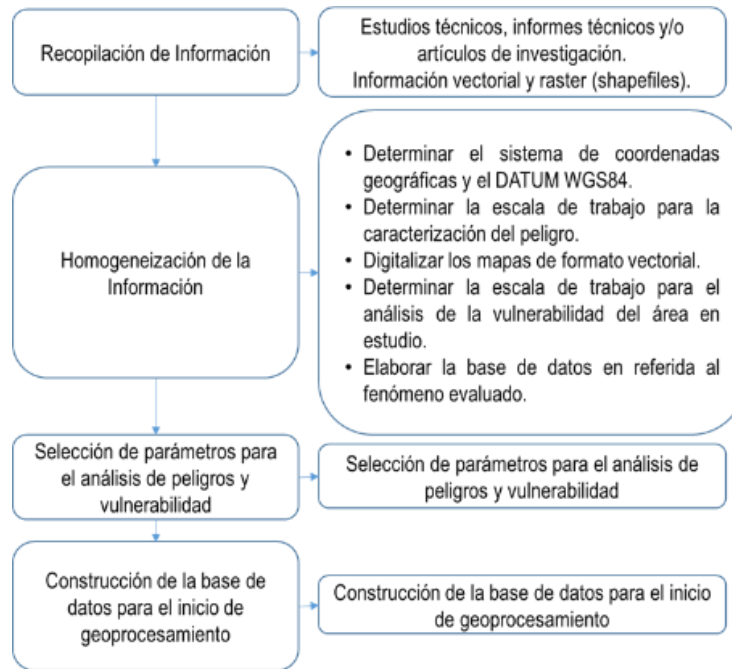 Recopilación de Información
Estudios técnicos, informes técnicos y/o
artículos de investigación.
Información vectorial y raster (shapefiles).
Homogeneización de la
Información
• Determinar el sistema de coordenadas
geográficas y el DATUM WGS84.
• Determinar la escala de trabajo para la
caracterización del peligro.
• Digitalizar los mapas de formato vectorial.
• Determinar la escala de trabajo para el
análisis de la vulnerabilidad del área en
estudio.
• Elaborar la base de datos en referida al
fenómeno evaluado.
Selección de parámetros para
el análisis de peligros y
vulnerabilidad
Selección de parámetros para el análisis de
peligros y vulnerabilidad
Construcción de la base de
datos para el inicio de
geoprocesamiento
Construcción de la base de datos para el inicio
de geoprocesamiento